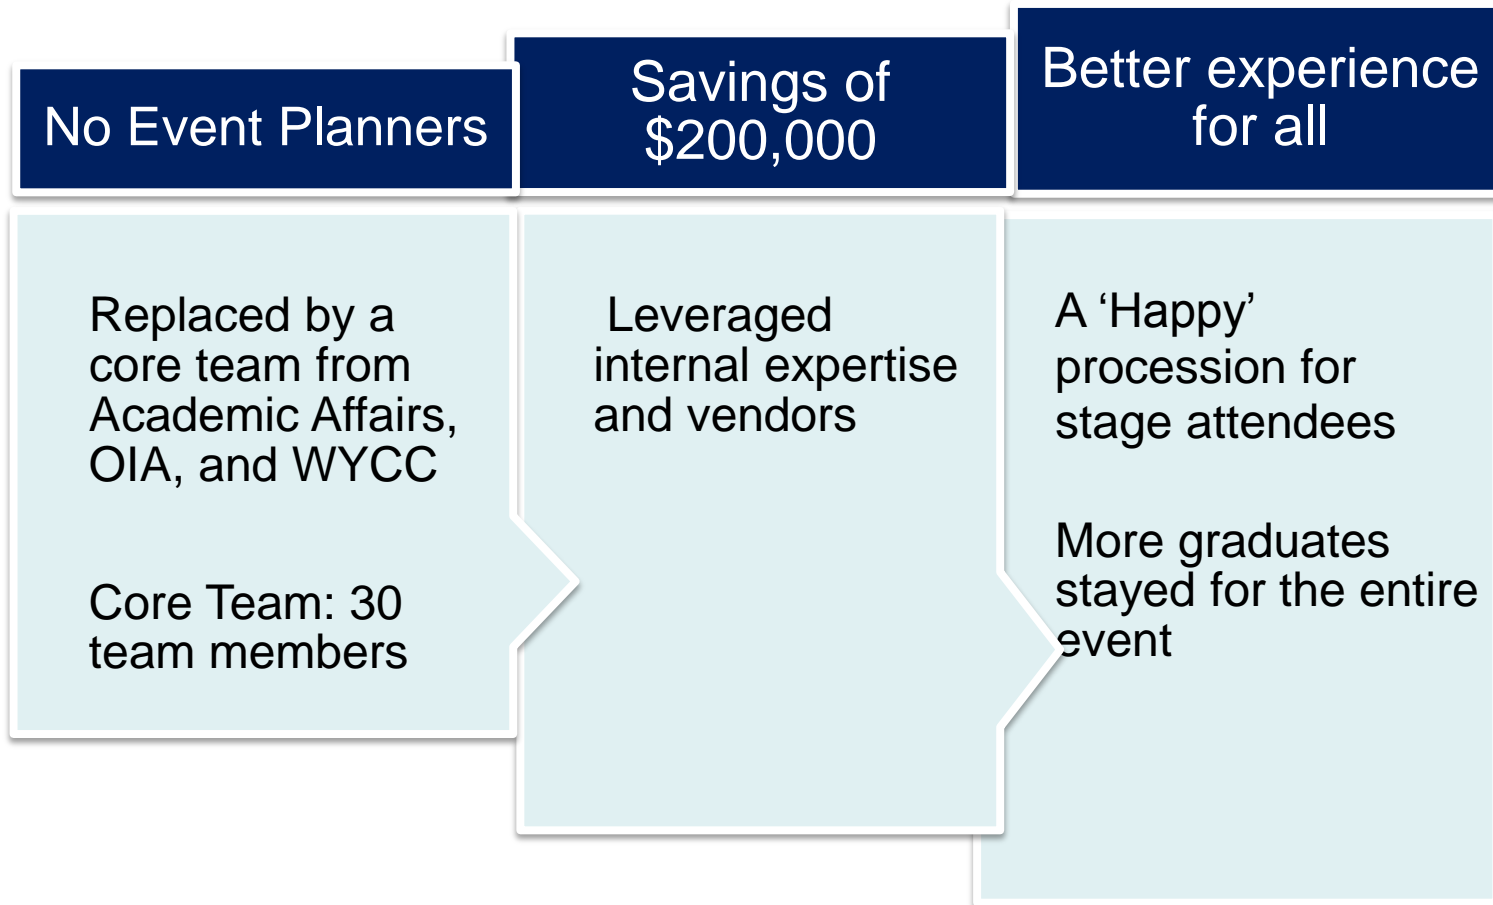 No Event Planners
Savings of
$200,000
Better experience
for all
Replaced by a
core team from
Academic Affairs,
OIA, and WYCC
Core Team: 30
team members
Leveraged
internal expertise
and vendors
A ‘Happy’
procession for
stage attendees
More graduates
stayed for the entire
event